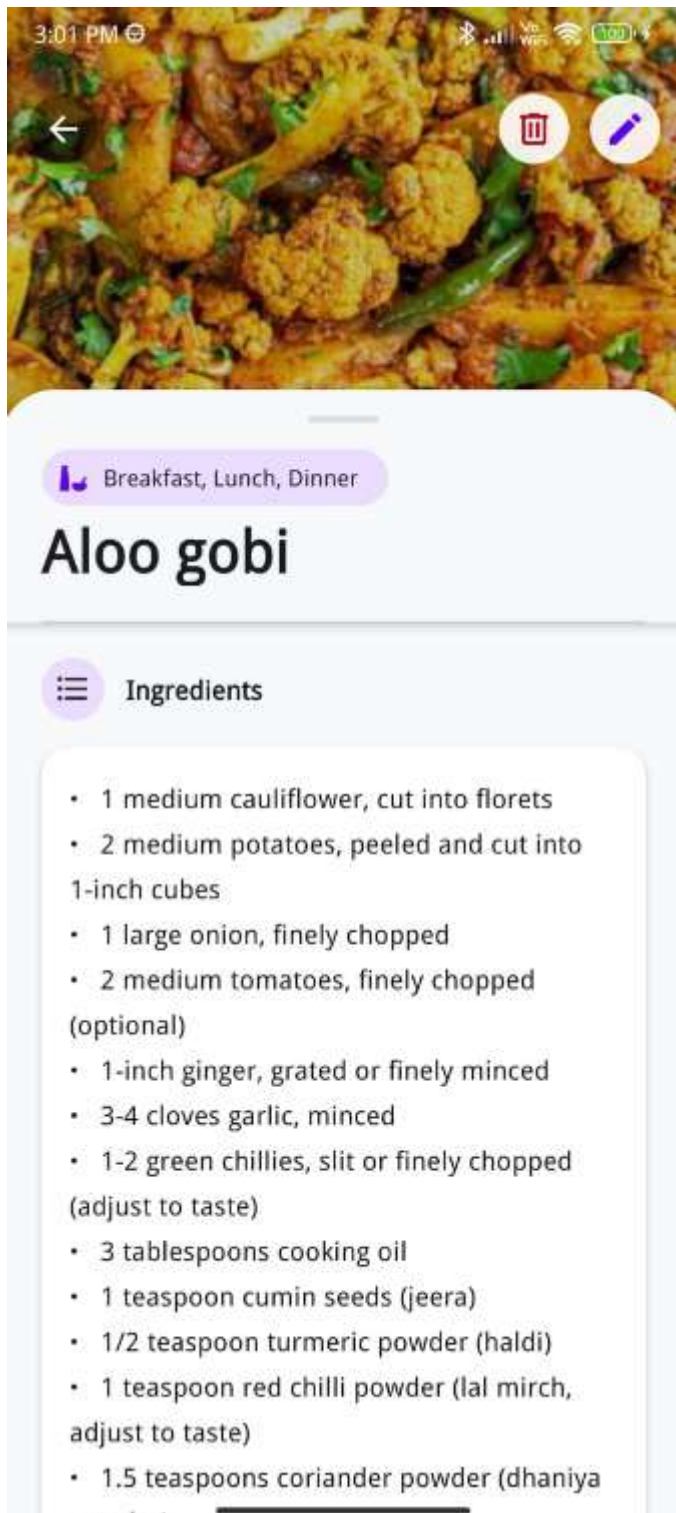 3:01 PM
Vo
WiFi
100
Breakfast, Lunch, Dinner
Aloo gobi
Ingredients
• 1 medium cauliflower, cut into florets
• 2 medium potatoes, peeled and cut into
1-inch cubes
• 1 large onion, finely chopped
• 2 medium tomatoes, finely chopped
(optional)
• 1-inch ginger, grated or finely minced
• 3-4 cloves garlic, minced
• 1-2 green chillies, slit or finely chopped
(adjust to taste)
• 3 tablespoons cooking oil
• 1 teaspoon cumin seeds (jeera)
• 1/2 teaspoon turmeric powder (haldi)
• 1 teaspoon red chilli powder (lal mirch,
adjust to taste)
• 1.5 teaspoons coriander powder (dhaniya